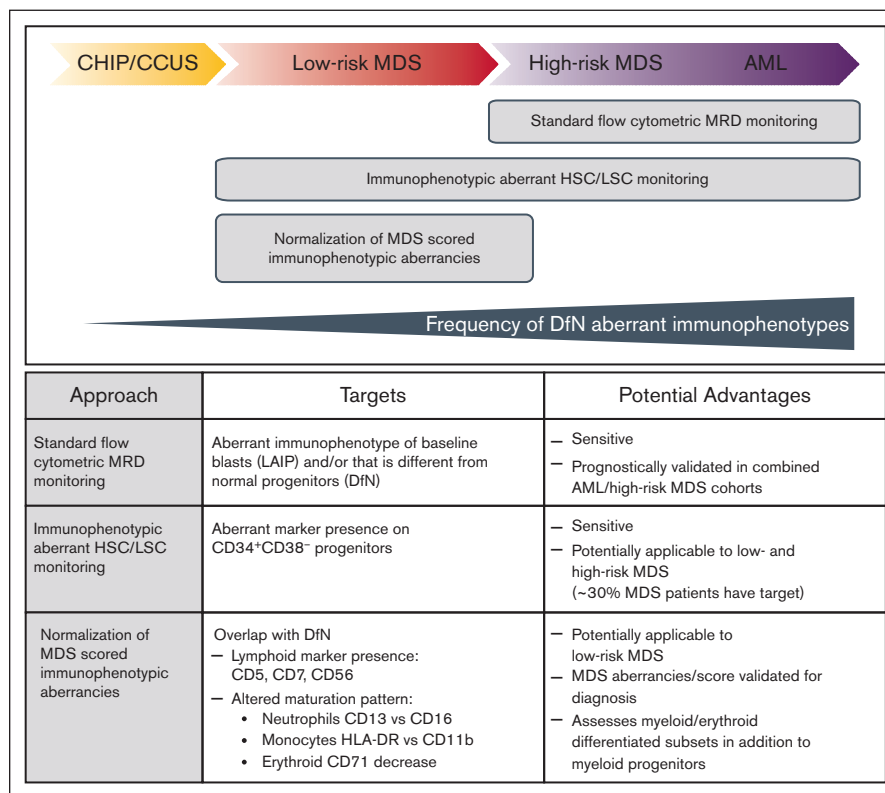 CHIP/CCUS
Low-risk MDS
High-risk MDS
AML
Standard flow cytometric MRD monitoring
Immunophenotypic aberrant HSC/LSC monitoring
Normalization of MDS scored
immunophenotypic aberrancies
Frequency of DfN aberrant immunophenotypes
Approach
Targets
Potential Advantages
Standard flow
cytometric MRD
monitoring
Aberrant immunophenotype of baseline
blasts (LAIP) and/or that is different from
normal progenitors (DfN)
– Sensitive
– Prognostically validated in combined
AML/high-risk MDS cohorts
Immunophenotypic
aberrant HSC/LSC
monitoring
Aberrant marker presence on
CD34⁺CD38⁻ progenitors
– Sensitive
– Potentially applicable to low- and
high-risk MDS
(~30% MDS patients have target)
Normalization of
MDS scored
immunophenotypic
aberrancies
Overlap with DfN
– Lymphoid marker presence:
CD5, CD7, CD56
– Altered maturation pattern:
• Neutrophils CD13 vs CD16
• Monocytes HLA-DR vs CD11b
• Erythroid CD71 decrease
– Potentially applicable to
low-risk MDS
– MDS aberrancies/score validated for
diagnosis
– Assesses myeloid/erythroid
differentiated subsets in addition to
myeloid progenitors